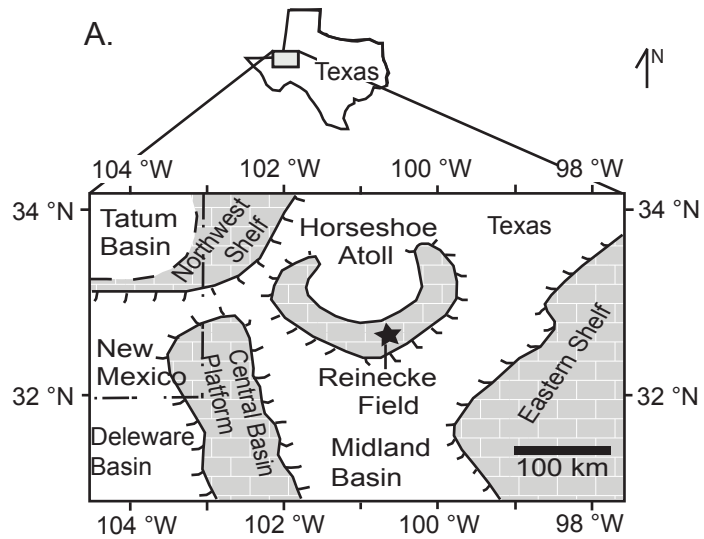 A.
Texas
N
104 °W
102 °W
100 °W
98 °W
34 °N
34 °N
Tatum
Basin
Northwest
Shelf
Horseshoe
Atoll
Texas
New
Mexico
32 °N
32 °N
Central Basin
Platform
Reinecke
Field
Eastern Shelf
Deleware
Basin
Midland
Basin
100 km
104 °W
102 °W
100 °W
98 °W